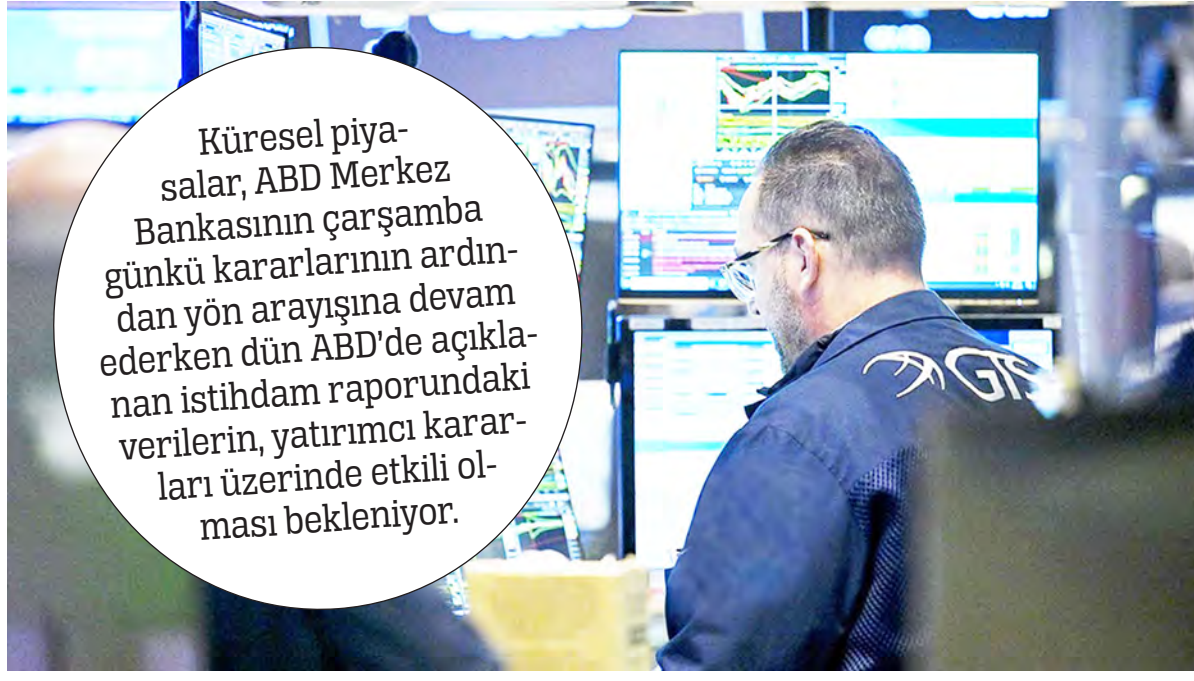 Küresel piya-
salar, ABD Merkez
Bankasının çarşamba
günkü kararlarının ardın-
dan yön arayışına devam
ederken dün ABD'de açıkla-
nan istihdam raporundaki
verilerin, yatırımcı karar-
ları üzerinde etkili ol-
ması bekleniyor.
GTS